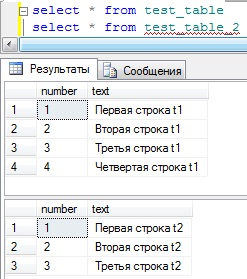 select * from test_table
select * from test_table_2
Результаты Сообщения
number text
1 1 Первая строка t1
2 2 Вторая строка t1
3 3 Третья строка t1
4 4 Четвертая строка t1
number text
1 1 Первая строка t2
2 2 Вторая строка t2
3 3 Третья строка t2